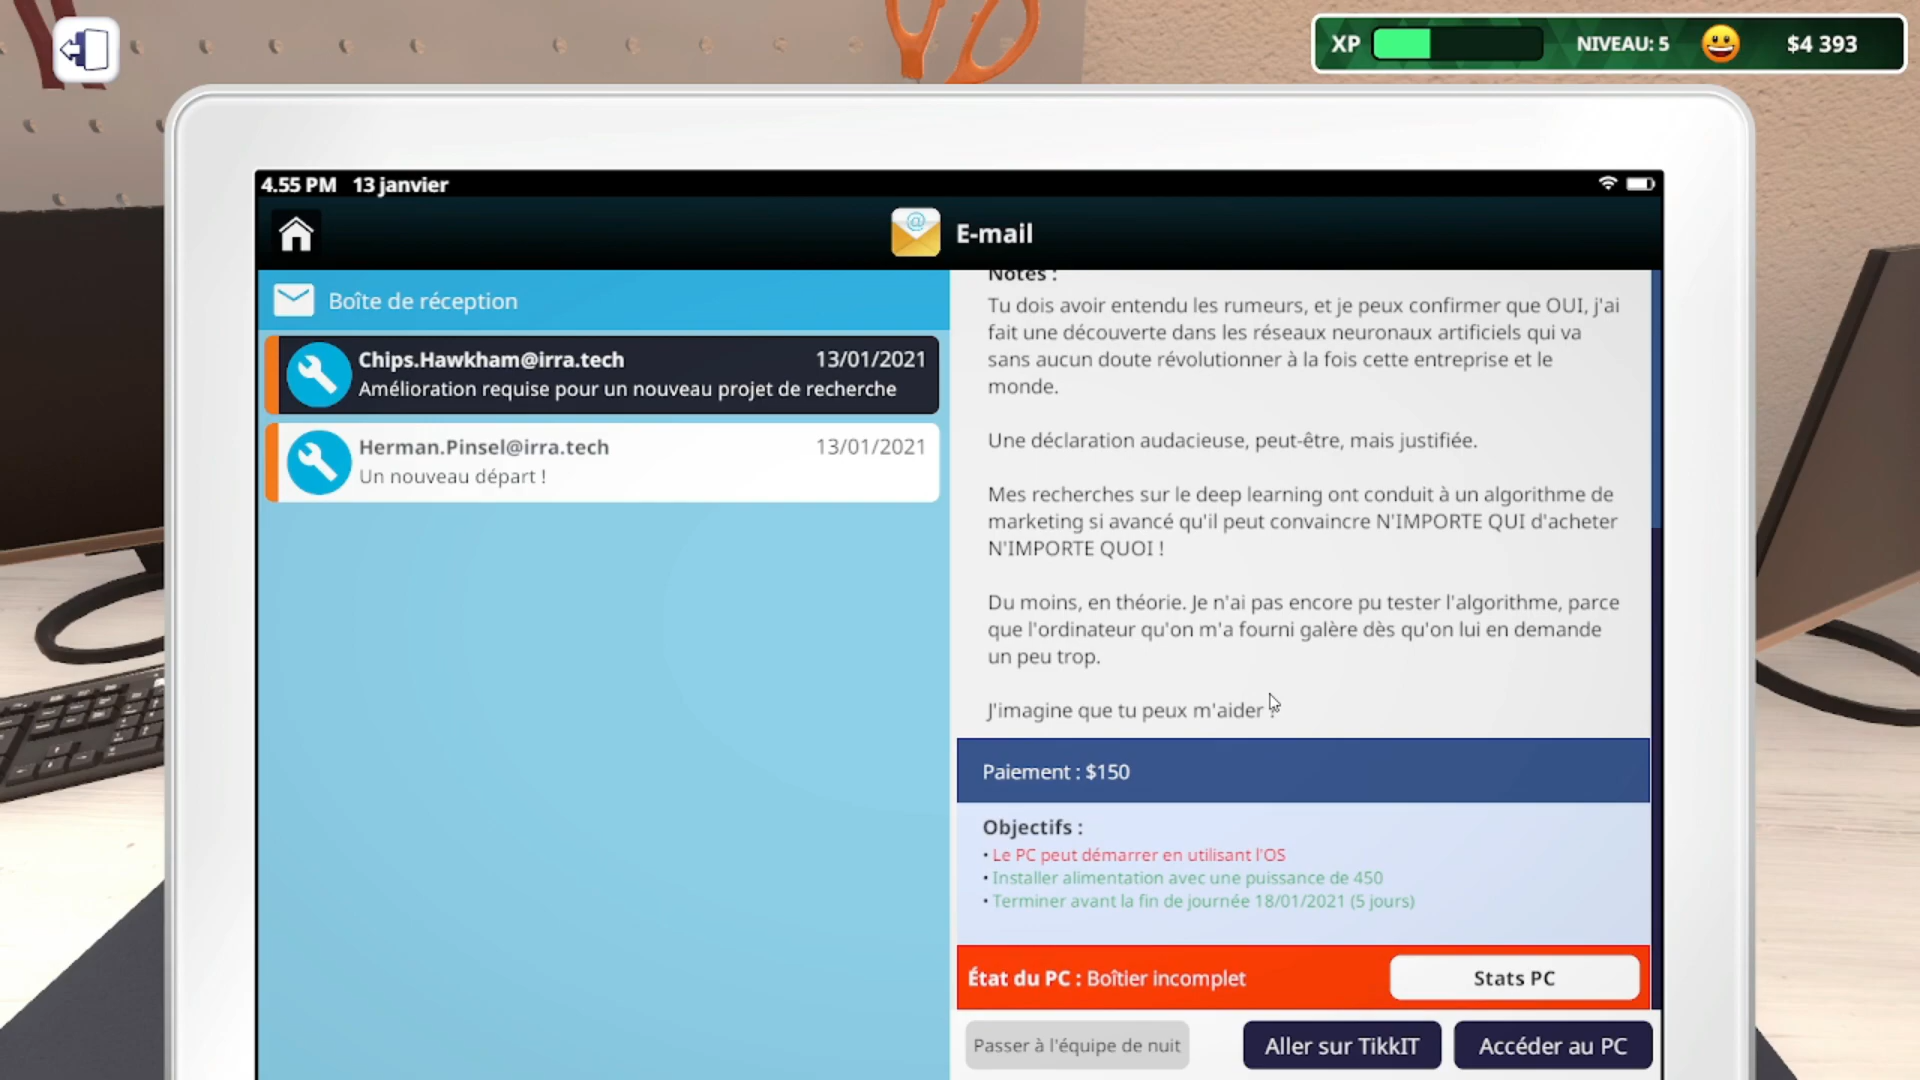 XP
NIVEAU: 5
$4 393
4.55 PM 13 janvier
E-mail
Boîte de réception
Chips.Hawkham@irra.tech 13/01/2021
Amélioration requise pour un nouveau projet de recherche
Herman.Pinsel@irra.tech 13/01/2021
Un nouveau départ !
Notes :
Tu dois avoir entendu les rumeurs, et je peux confirmer que OUI, j'ai
fait une découverte dans les réseaux neuronaux artificiels qui va
sans aucun doute révolutionner à la fois cette entreprise et le
monde.
Une déclaration audacieuse, peut-être, mais justifiée.
Mes recherches sur le deep learning ont conduit à un algorithme de
marketing si avancé qu'il peut convaincre N'IMPORTE QUI d'acheter
N'IMPORTE QUOI !
Du moins, en théorie. Je n'ai pas encore pu tester l'algorithme, parce
que l'ordinateur qu'on m'a fourni galère dès qu'on lui en demande
un peu trop.
J'imagine que tu peux m'aider ?
Paiement : $150
Objectifs :
• Le PC peut démarrer en utilisant l'OS
• Installer alimentation avec une puissance de 450
• Terminer avant la fin de journée 18/01/2021 (5 jours)
État du PC : Boîtier incomplet
Stats PC
Passer à l'équipe de nuit
Aller sur TikkIT
Accéder au PC